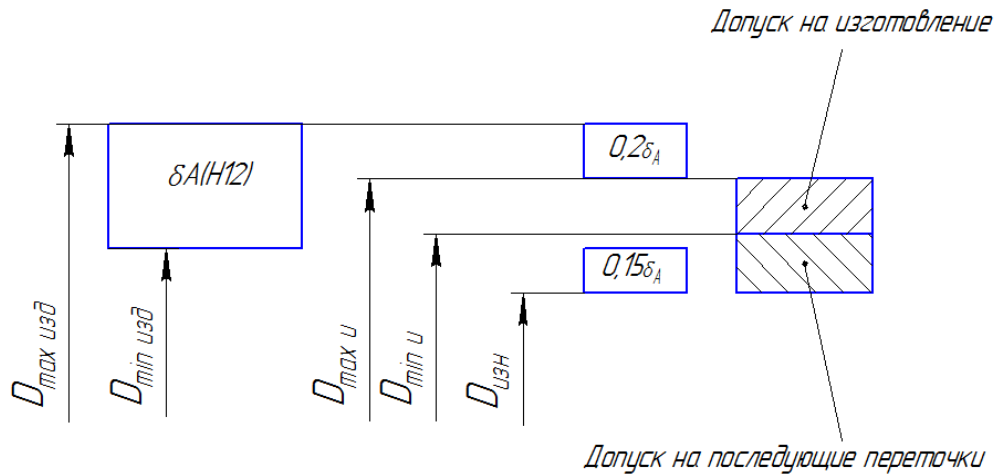 Допуск на изготовление
δA(H12)
0,2δA
0,15δA
Dmax изд
Dmin изд
Dmax и
Dmin и
Dизн
Допуск на последующие переточки